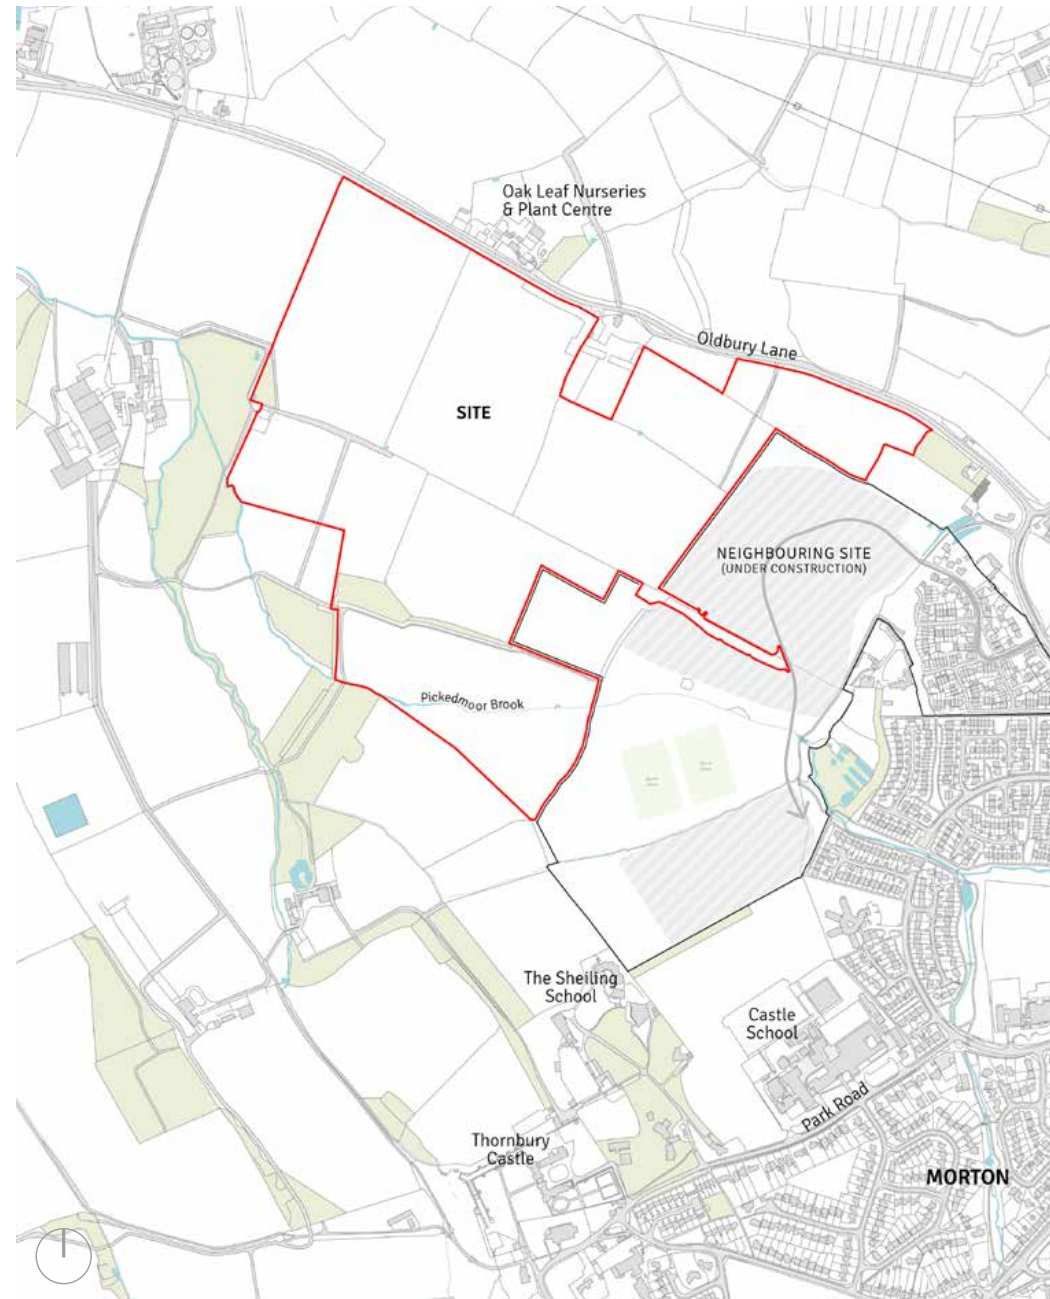 Oak Leaf Nurseries
& Plant Centre
Oldbury Lane
SITE
NEIGHBOURING SITE
(UNDER CONSTRUCTION)
Pickedmoor Brook
The Sheiling
School
Castle
School
Park Road
Thornbury
Castle
MORTON